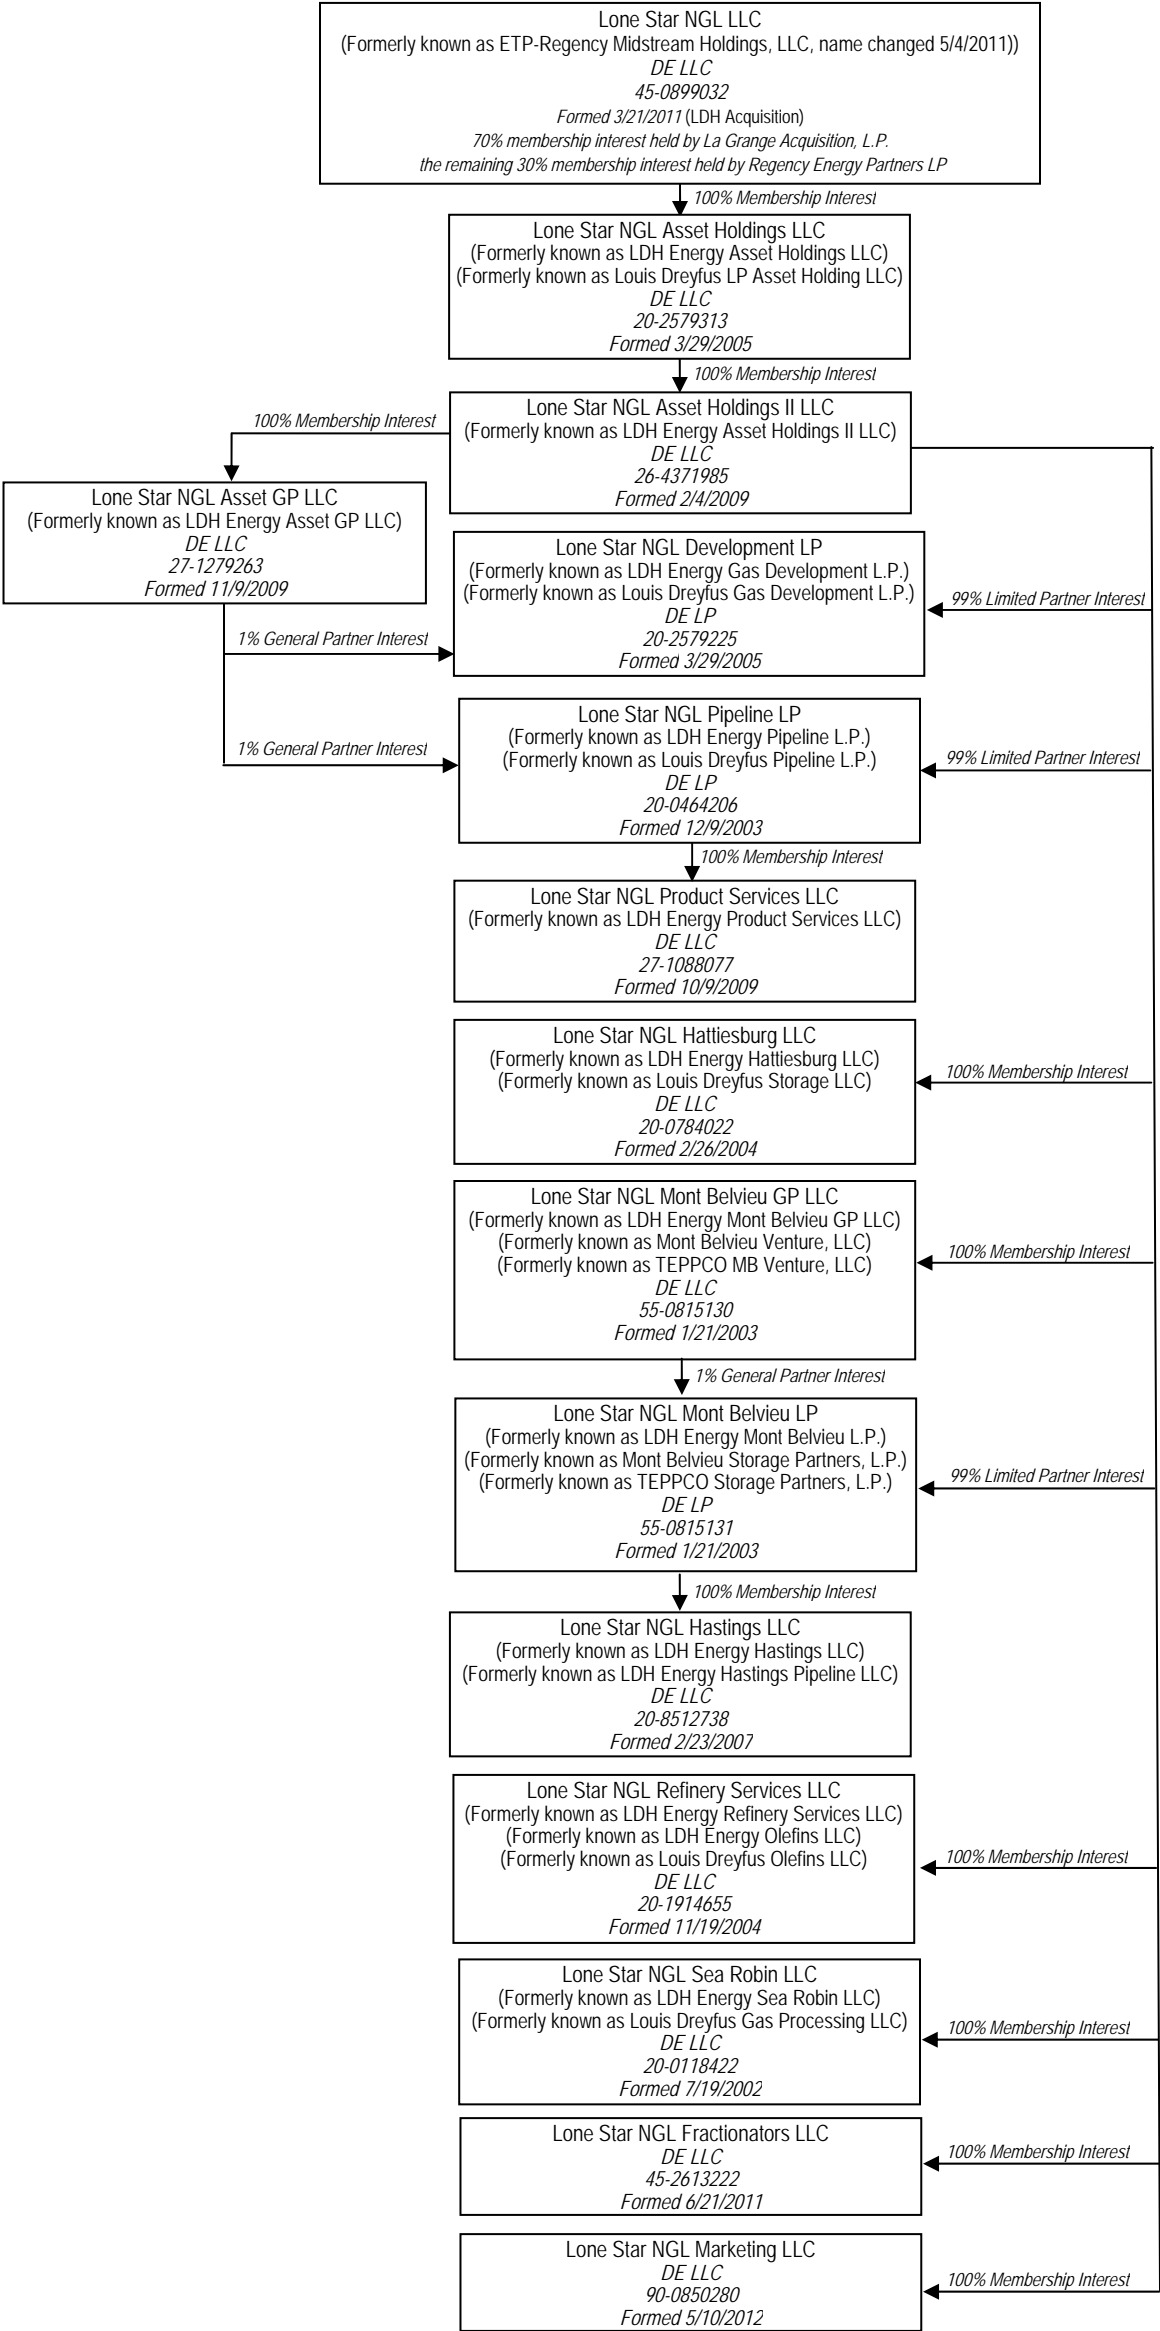 Lone Star NGL LLC
(Formerly known as ETP-Regency Midstream Holdings, LLC, name changed 5/4/2011))
DE LLC
45-0899032
Formed 3/21/2011 (LDH Acquisition)
70% membership interest held by La Grange Acquisition, L.P.
the remaining 30% membership interest held by Regency Energy Partners LP
100% Membership Interest
Lone Star NGL Asset Holdings LLC
(Formerly known as LDH Energy Asset Holdings LLC)
(Formerly known as Louis Dreyfus LP Asset Holding LLC)
DE LLC
20-2579313
Formed 3/29/2005
100% Membership Interest
Lone Star NGL Asset Holdings II LLC
(Formerly known as LDH Energy Asset Holdings II LLC)
DE LLC
26-4371985
Formed 2/4/2009
100% Membership Interest
Lone Star NGL Asset GP LLC
(Formerly known as LDH Energy Asset GP LLC)
DE LLC
27-1279263
Formed 11/9/2009
Lone Star NGL Development LP
(Formerly known as LDH Energy Gas Development L.P.)
(Formerly known as Louis Dreyfus Gas Development L.P.)
DE LP
20-2579225
Formed 3/29/2005
99% Limited Partner Interest
1% General Partner Interest
Lone Star NGL Pipeline LP
(Formerly known as LDH Energy Pipeline L.P.)
(Formerly known as Louis Dreyfus Pipeline L.P.)
DE LP
20-0464206
Formed 12/9/2003
1% General Partner Interest
99% Limited Partner Interest
100% Membership Interest
Lone Star NGL Product Services LLC
(Formerly known as LDH Energy Product Services LLC)
DE LLC
27-1088077
Formed 10/9/2009
Lone Star NGL Hattiesburg LLC
(Formerly known as LDH Energy Hattiesburg LLC)
(Formerly known as Louis Dreyfus Storage LLC)
DE LLC
20-0784022
Formed 2/26/2004
100% Membership Interest
Lone Star NGL Mont Belvieu GP LLC
(Formerly known as LDH Energy Mont Belvieu GP LLC)
(Formerly known as Mont Belvieu Venture, LLC)
(Formerly known as TEPPCO MB Venture, LLC)
DE LLC
55-0815130
Formed 1/21/2003
100% Membership Interest
1% General Partner Interest
Lone Star NGL Mont Belvieu LP
(Formerly known as LDH Energy Mont Belvieu L.P.)
(Formerly known as Mont Belvieu Storage Partners, L.P.)
(Formerly known as TEPPCO Storage Partners, L.P.)
DE LP
55-0815131
Formed 1/21/2003
99% Limited Partner Interest
100% Membership Interest
Lone Star NGL Hastings LLC
(Formerly known as LDH Energy Hastings LLC)
(Formerly known as LDH Energy Hastings Pipeline LLC)
DE LLC
20-8512738
Formed 2/23/2007
Lone Star NGL Refinery Services LLC
(Formerly known as LDH Energy Refinery Services LLC)
(Formerly known as LDH Energy Olefins LLC)
(Formerly known as Louis Dreyfus Olefins LLC)
DE LLC
20-1914655
Formed 11/19/2004
100% Membership Interest
Lone Star NGL Sea Robin LLC
(Formerly known as LDH Energy Sea Robin LLC)
(Formerly known as Louis Dreyfus Gas Processing LLC)
DE LLC
20-0118422
Formed 7/19/2002
100% Membership Interest
Lone Star NGL Fractionators LLC
DE LLC
45-2613222
Formed 6/21/2011
100% Membership Interest
Lone Star NGL Marketing LLC
DE LLC
90-0850280
Formed 5/10/2012
100% Membership Interest